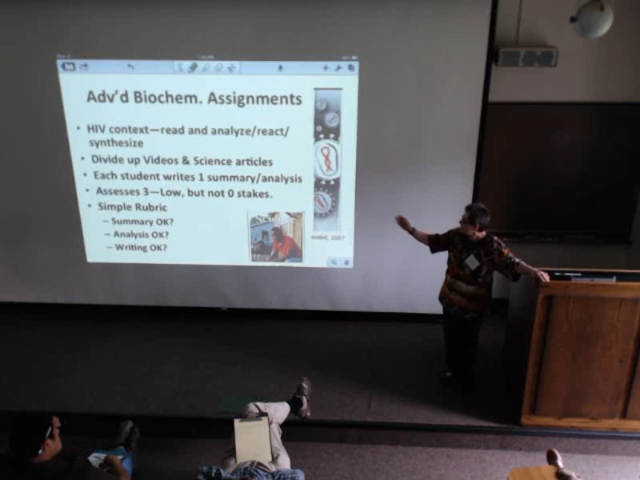 Adv'd Biochem. Assignments
• HIV context—read and analyze/react/
synthesize
• Divide up Videos & Science articles
• Each student writes 1 summary/analysis
• Assesses 3—Low, but not 0 stakes.
• Simple Rubric
– Summary OK?
– Analysis OK?
– Writing OK?
2007